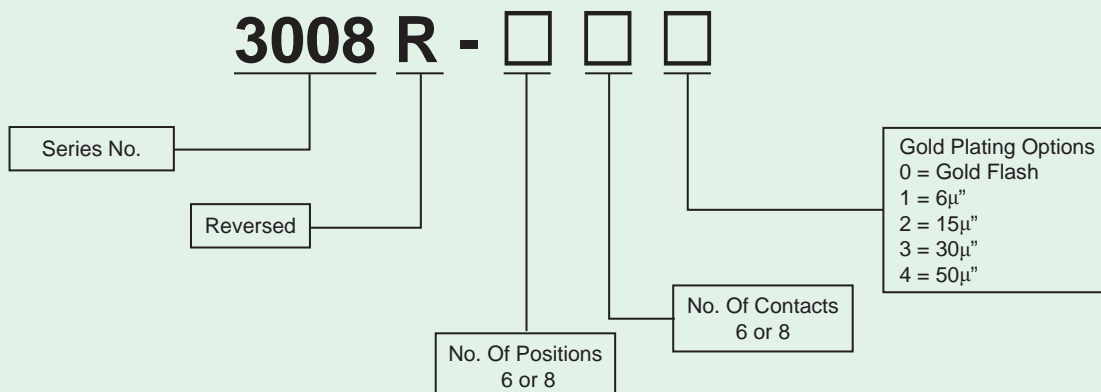 3008 R - □ □ □
Series No.
Reversed
Gold Plating Options
0 = Gold Flash
1 = 6μ”
2 = 15μ”
3 = 30μ”
4 = 50μ”
No. Of Contacts
6 or 8
No. Of Positions
6 or 8